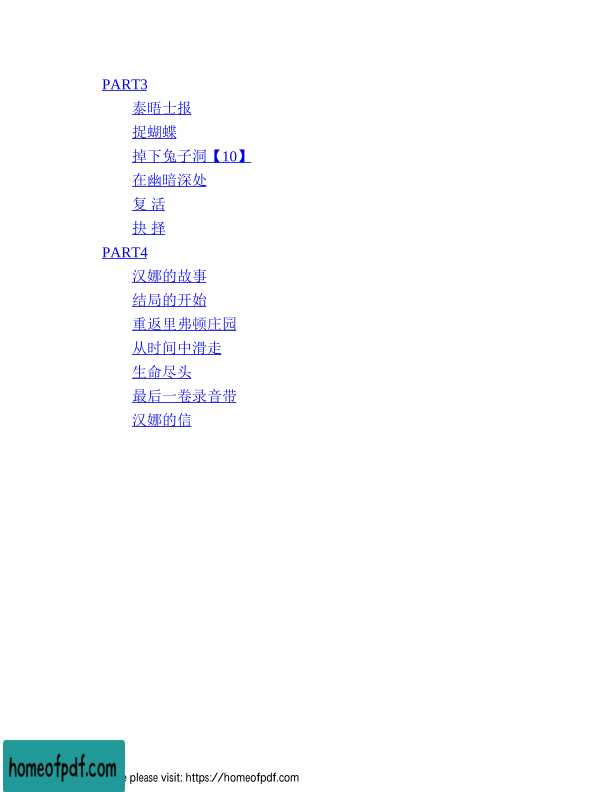 PART3
泰晤士报
捉蝴蝶
掉下兔子洞【10】
在幽暗深处
复 活
抉 择
PART4
汉娜的故事
结局的开始
重返里弗顿庄园
从时间中滑走
生命尽头
最后一卷录音带
汉娜的信
homeofpdf.com
please visit: https://homeofpdf.com